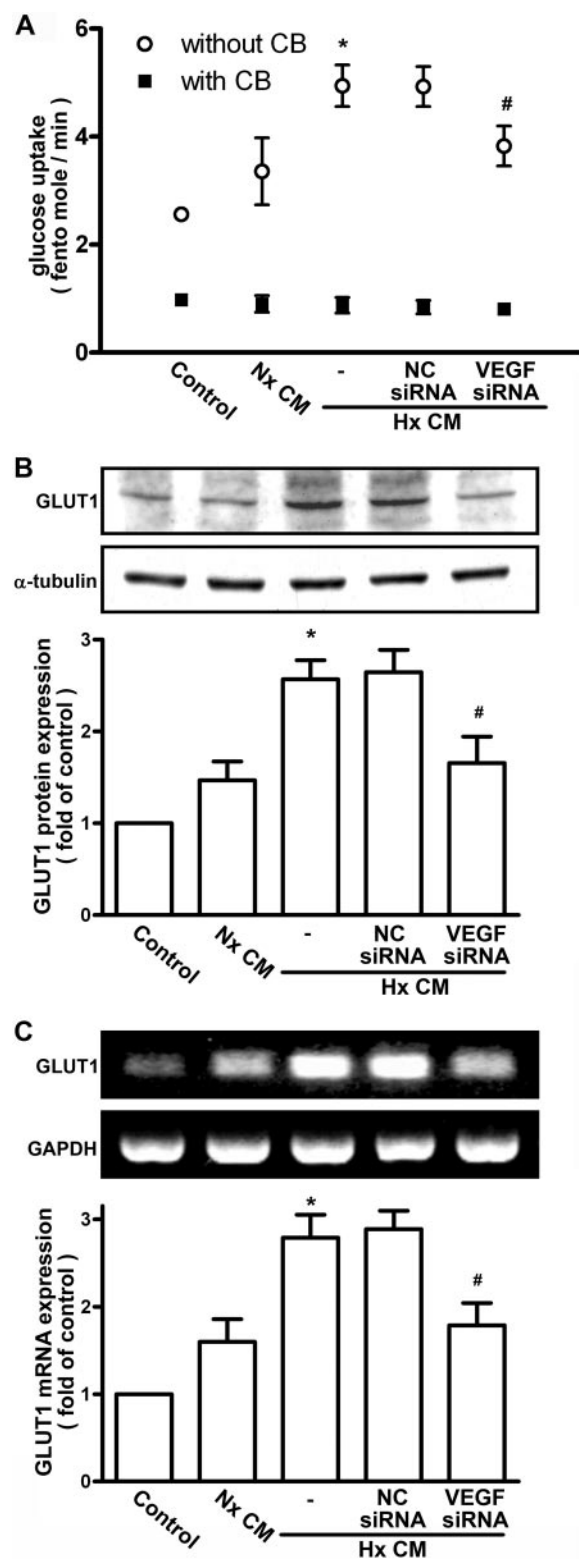 A
6
without CB
with CB
*
#
4
2
0
glucose uptake
( fento mole / min )
Control
Nx CM
-
NC
siRNA
VEGF
siRNA
Hx CM
B
GLUT1
α-tubulin
3
2
1
0
*
#
GLUT1 protein expression
( fold of control )
Control
Nx CM
-
NC
siRNA
VEGF
siRNA
Hx CM
C
GLUT1
GAPDH
3
2
1
0
*
#
GLUT1 mRNA expression
( fold of control )
Control
Nx CM
-
NC
siRNA
VEGF
siRNA
Hx CM